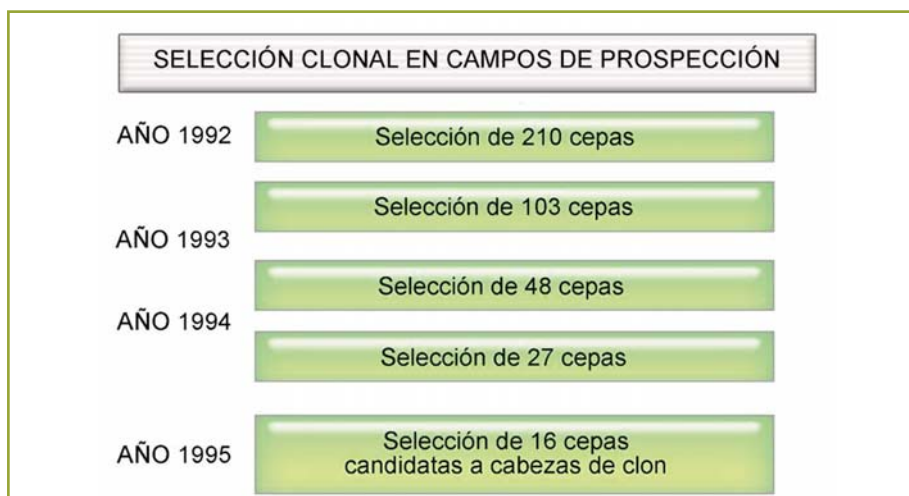 SELECCIÓN CLONAL EN CAMPOS DE PROSPECCIÓN
AÑO 1992
Selección de 210 cepas
Selección de 103 cepas
AÑO 1993
Selección de 48 cepas
AÑO 1994
Selección de 27 cepas
AÑO 1995
Selección de 16 cepas
candidatas a cabezas de clon